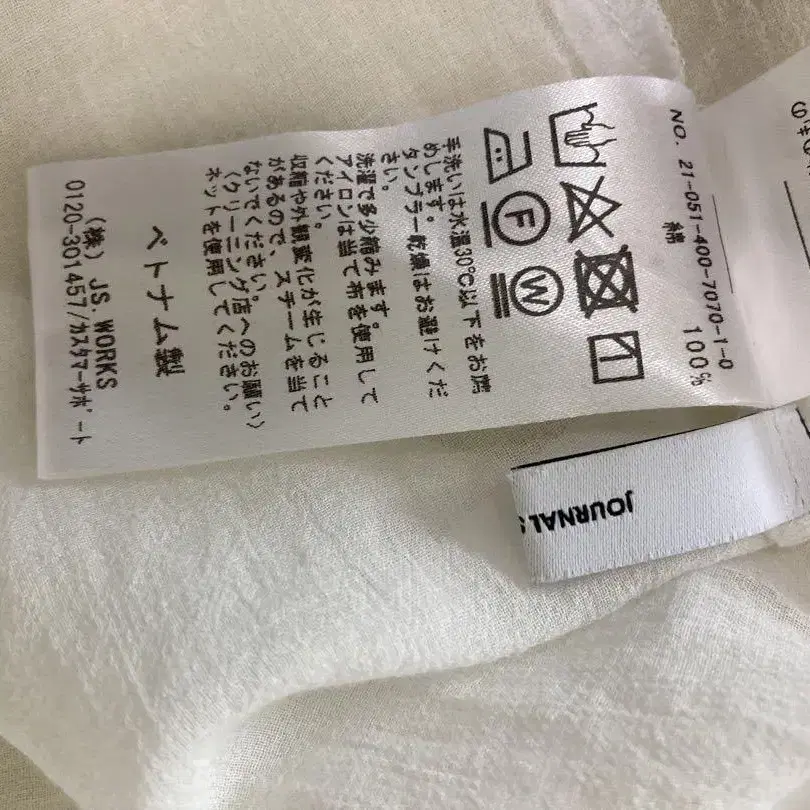 NO. 21-051-400-7070-1-0
綿 100%
F
W
手洗いは水温30℃以下をお薦
めします。
タンブラー乾燥はお避けくだ
さい。
洗濯で多少縮みます。
アイロンは当て布を使用して
ください。
収縮や外観変化が生じること
があるので、スチームを当て
ないでください。
〈クリーニング店へのお願い〉
ネットを使用してください。
ベトナム製
(株) JS. WORKS
0120-301457/カスタマーサポート
JOURNAL S